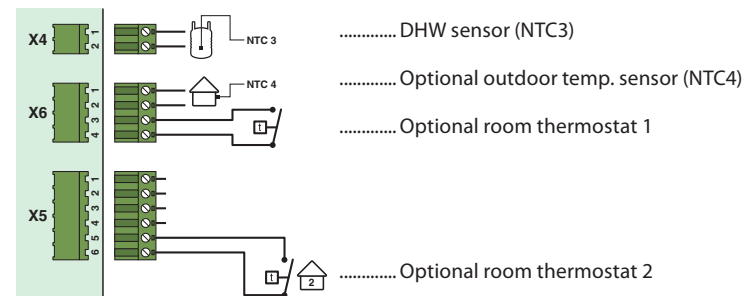 X4 1 2 NTC 3 ............. DHW sensor (NTC3)
NTC 4 ............. Optional outdoor temp. sensor (NTC4)
X6 1 2 3 4 t ............. Optional room thermostat 1
X5 1 2 3 4 5 6
t 2 ............. Optional room thermostat 2